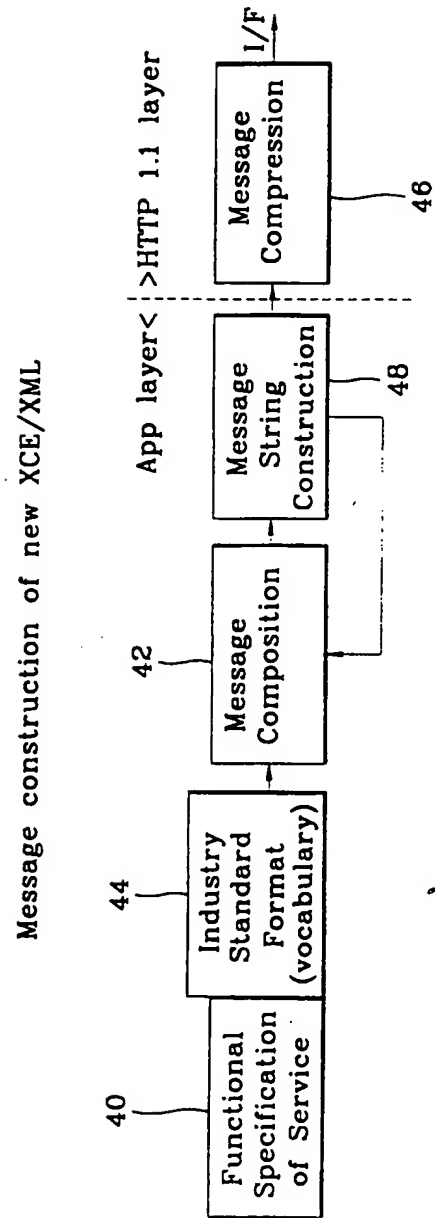 Message construction of new XCE/XML
App layer< >HTTP 1.1 layer
40
Functional
Specification
of Service
44
Industry
Standard
Format
(vocabulary)
42
Message
Composition
Message
String
Construction
48
Message
Compression
46
I/F